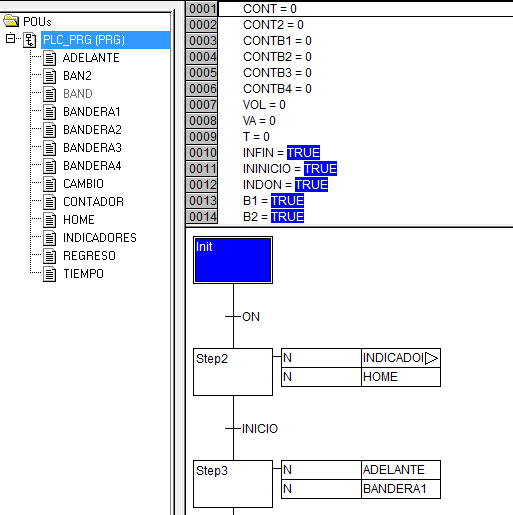 POUs
PLC_PRG (PRG)
ADELANTE
BAN2
BAND
BANDERA1
BANDERA2
BANDERA3
BANDERA4
CAMBIO
CONTADOR
HOME
INDICADORES
REGRESO
TIEMPO
0001 CONT = 0
0002 CONT2 = 0
0003 CONTB1 = 0
0004 CONTB2 = 0
0005 CONTB3 = 0
0006 CONTB4 = 0
0007 VOL = 0
0008 VA = 0
0009 T = 0
0010 INFIN = TRUE
0011 ININICIO = TRUE
0012 INDON = TRUE
0013 B1 = TRUE
0014 B2 = TRUE
Init
ON
Step2 N INDICADOI
N HOME
INICIO
Step3 N ADELANTE
N BANDERA1